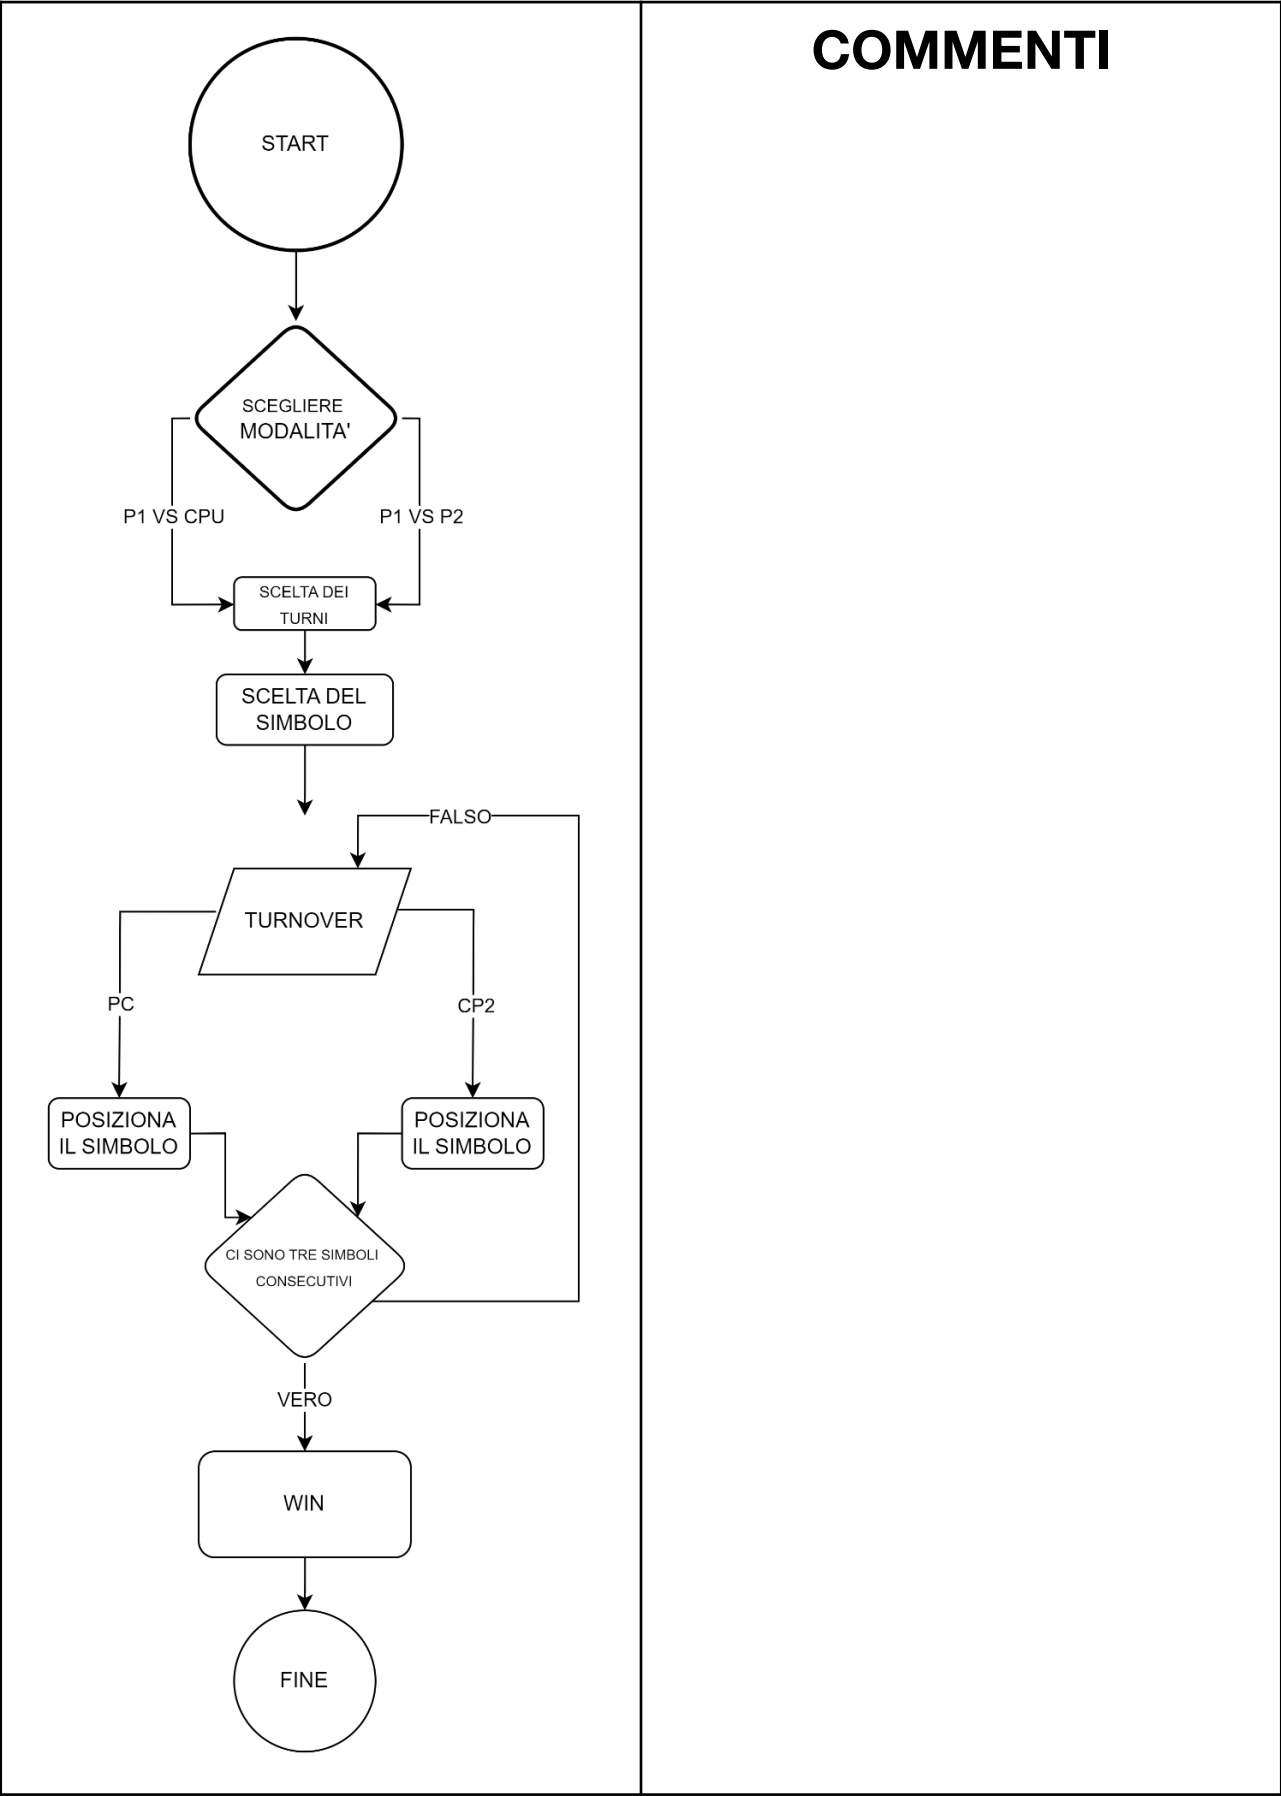 COMMENTI
START
SCEGLIERE
MODALITA'
P1 VS CPU
P1 VS P2
SCELTA DEI
TURNI
SCELTA DEL
SIMBOLO
FALSO
TURNOVER
PC
CP2
POSIZIONA
IL SIMBOLO
POSIZIONA
IL SIMBOLO
CI SONO TRE SIMBOLI
CONSECUTIVI
VERO
WIN
FINE